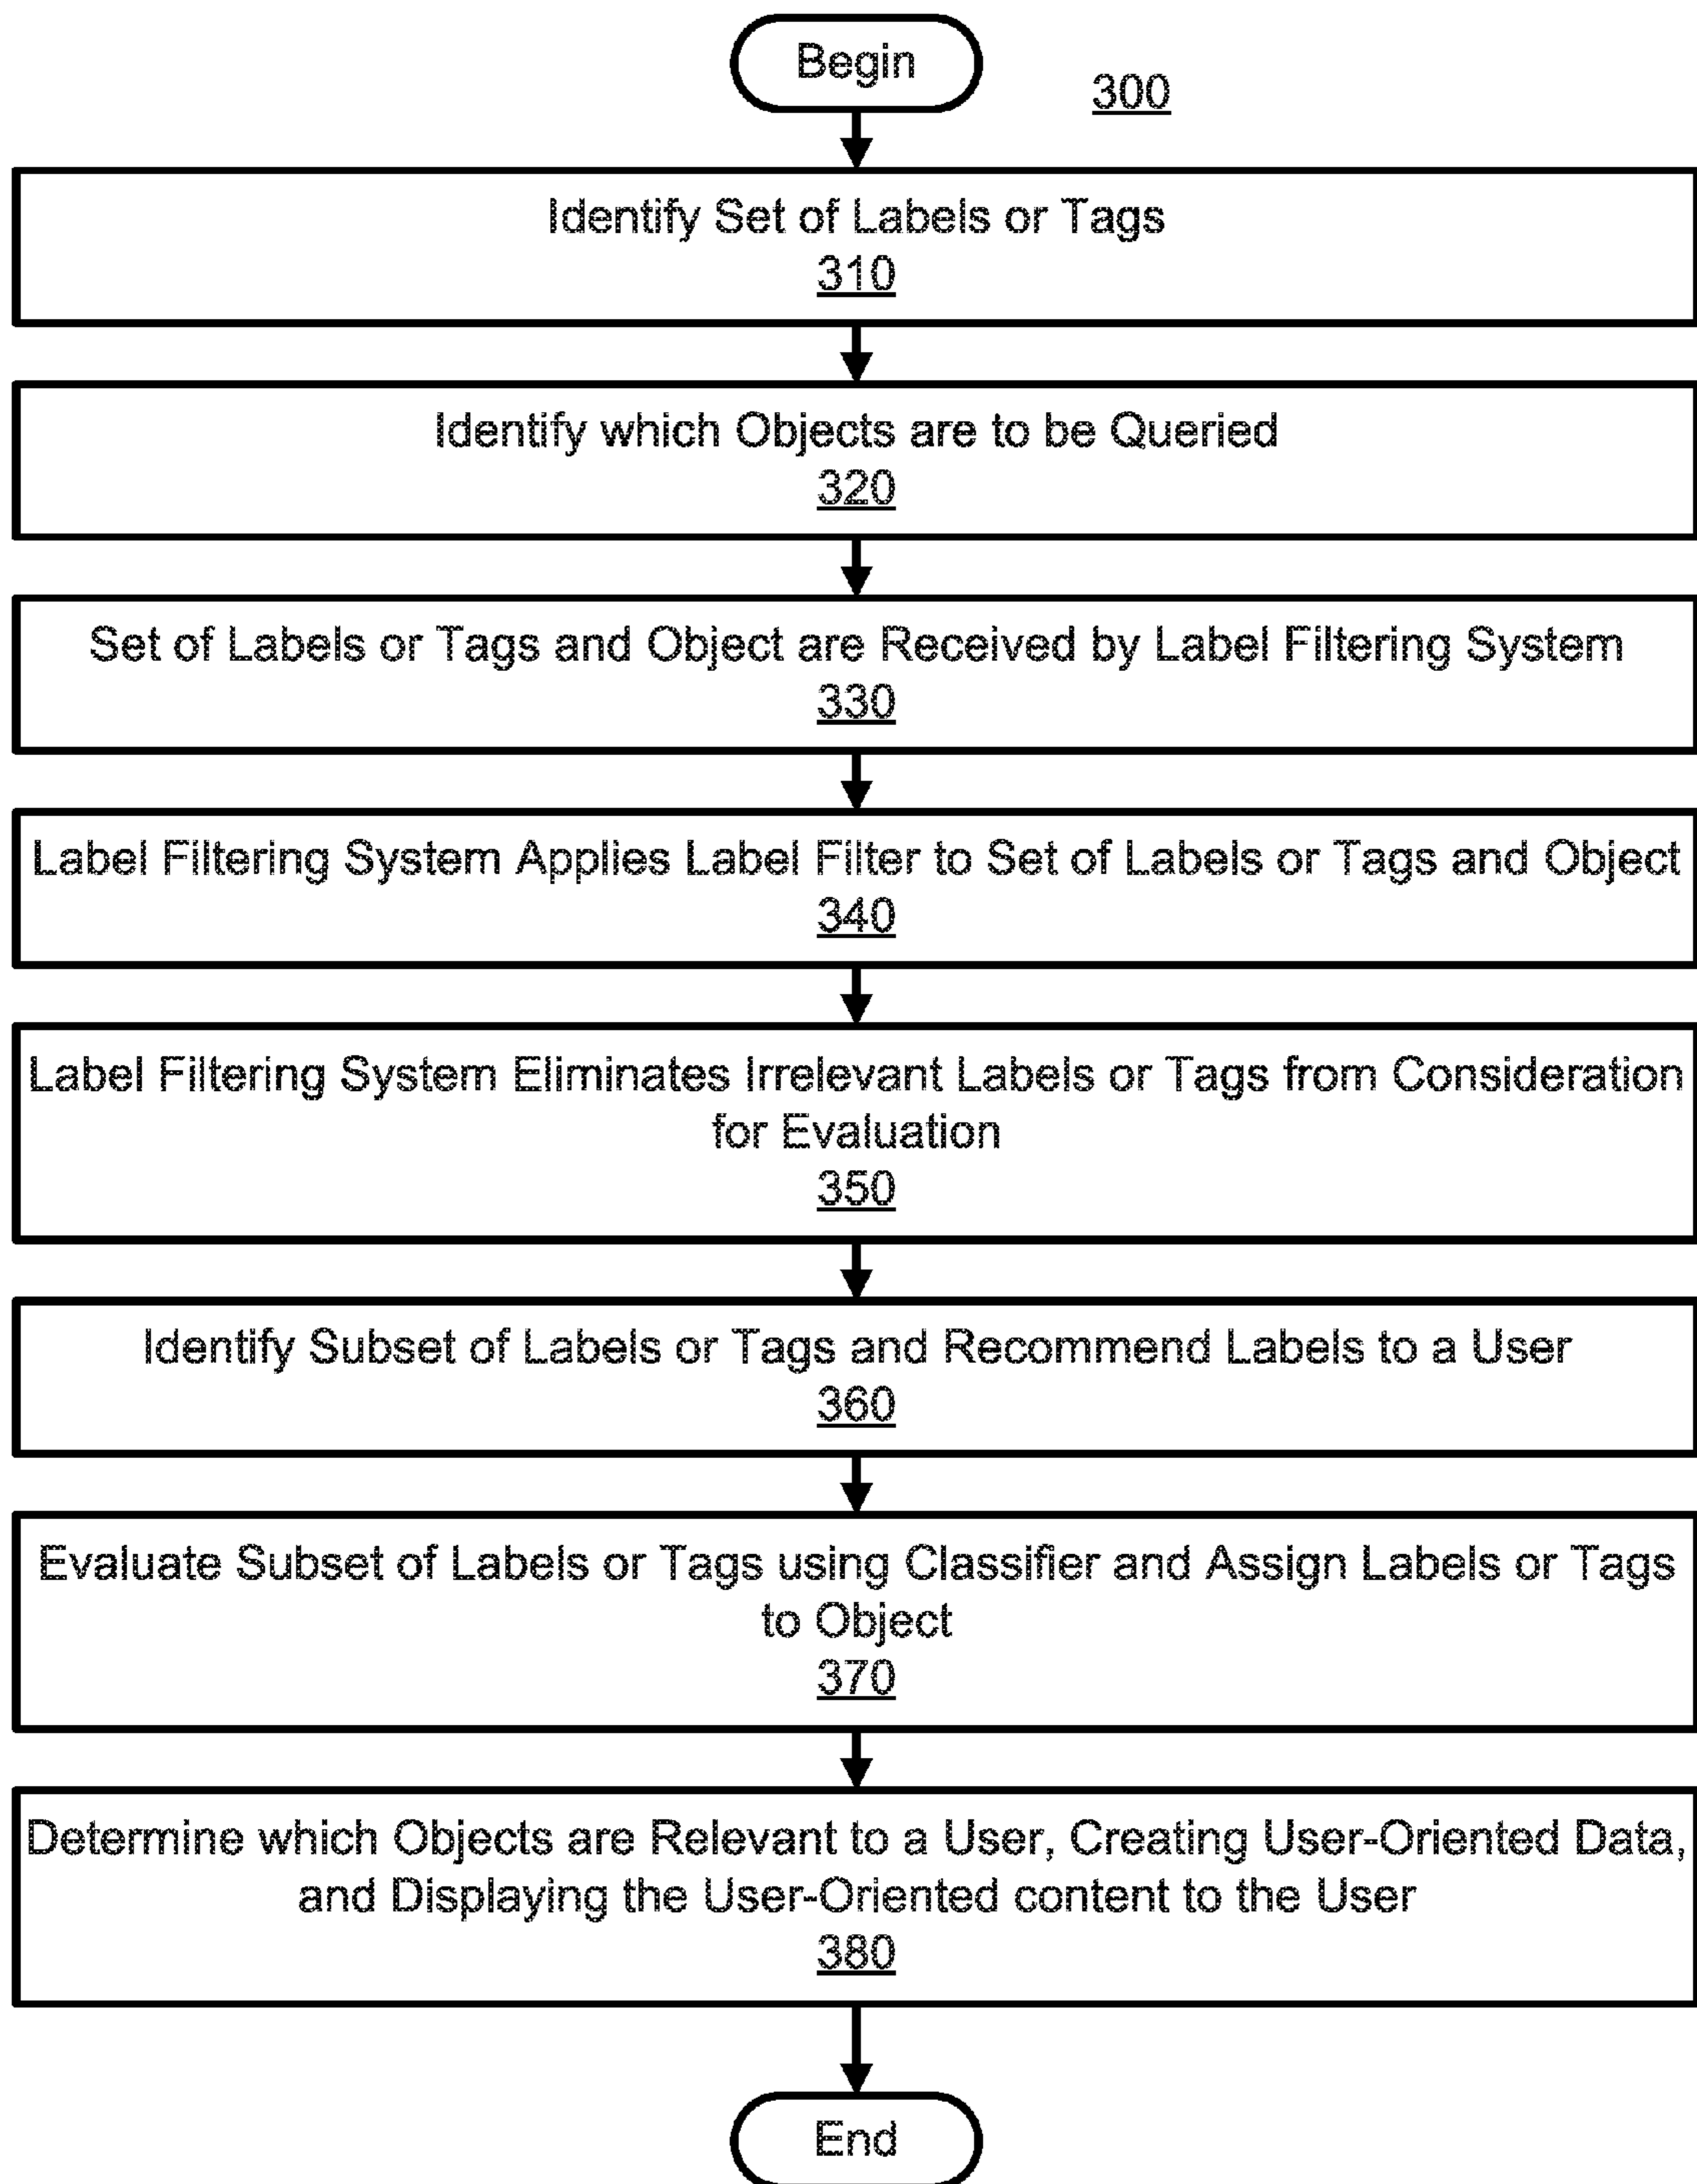 Begin
300
Identify Set of Labels or Tags
310
Identify which Objects are to be Queried
320
Set of Labels or Tags and Object are Received by Label Filtering System
330
Label Filtering System Applies Label Filter to Set of Labels or Tags and Object
340
Label Filtering System Eliminates Irrelevant Labels or Tags from Consideration
for Evaluation
350
Identify Subset of Labels or Tags and Recommend Labels to a User
360
Evaluate Subset of Labels or Tags using Classifier and Assign Labels or Tags
to Object
370
Determine which Objects are Relevant to a User, Creating User-Oriented Data,
and Displaying the User-Oriented content to the User
380
End